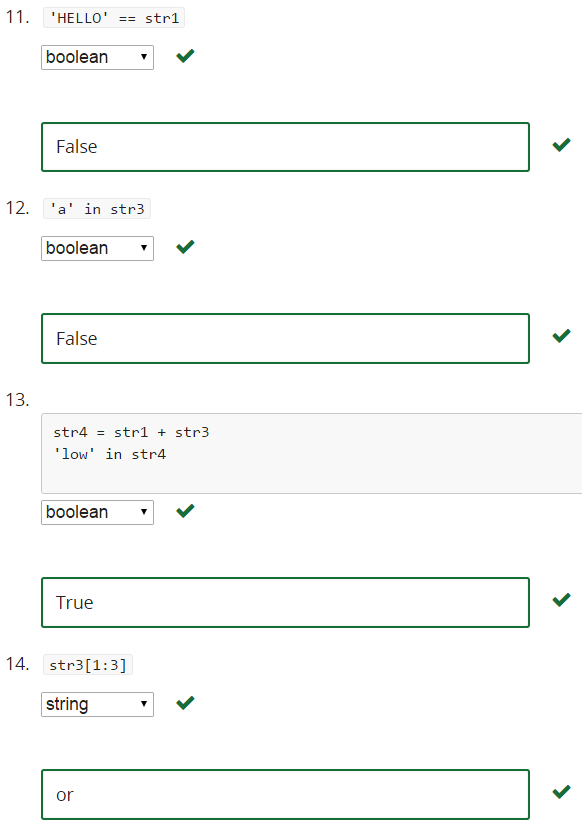 11. 'HELLO' == str1
boolean
False
12. 'a' in str3
boolean
False
13.
str4 = str1 + str3
'low' in str4
boolean
True
14. str3[1:3]
string
or